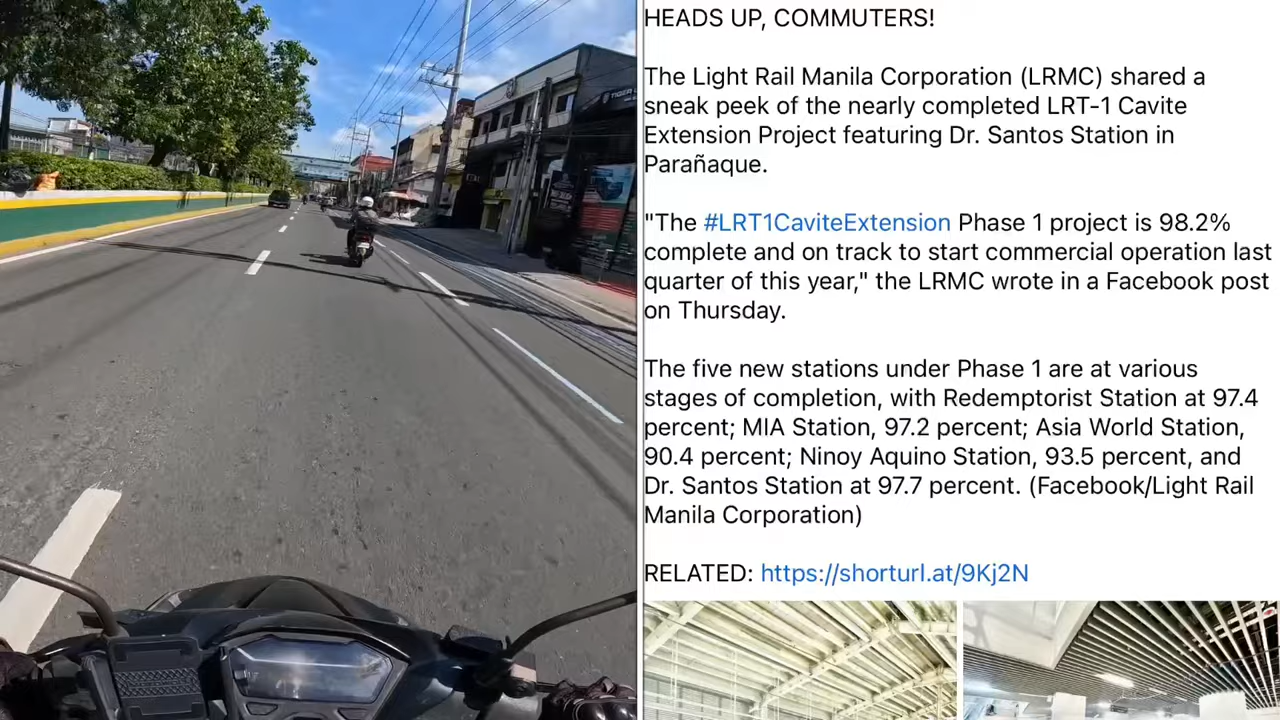 TIGER
HEADS UP, COMMUTERS!
The Light Rail Manila Corporation (LRMC) shared a
sneak peek of the nearly completed LRT-1 Cavite
Extension Project featuring Dr. Santos Station in
Parañaque.
"The #LRT1CaviteExtension Phase 1 project is 98.2%
complete and on track to start commercial operation last
quarter of this year," the LRMC wrote in a Facebook post
on Thursday.
The five new stations under Phase 1 are at various
stages of completion, with Redemptorist Station at 97.4
percent; MIA Station, 97.2 percent; Asia World Station,
90.4 percent; Ninoy Aquino Station, 93.5 percent, and
Dr. Santos Station at 97.7 percent. (Facebook/Light Rail
Manila Corporation)
RELATED: https://shorturl.at/9Kj2N